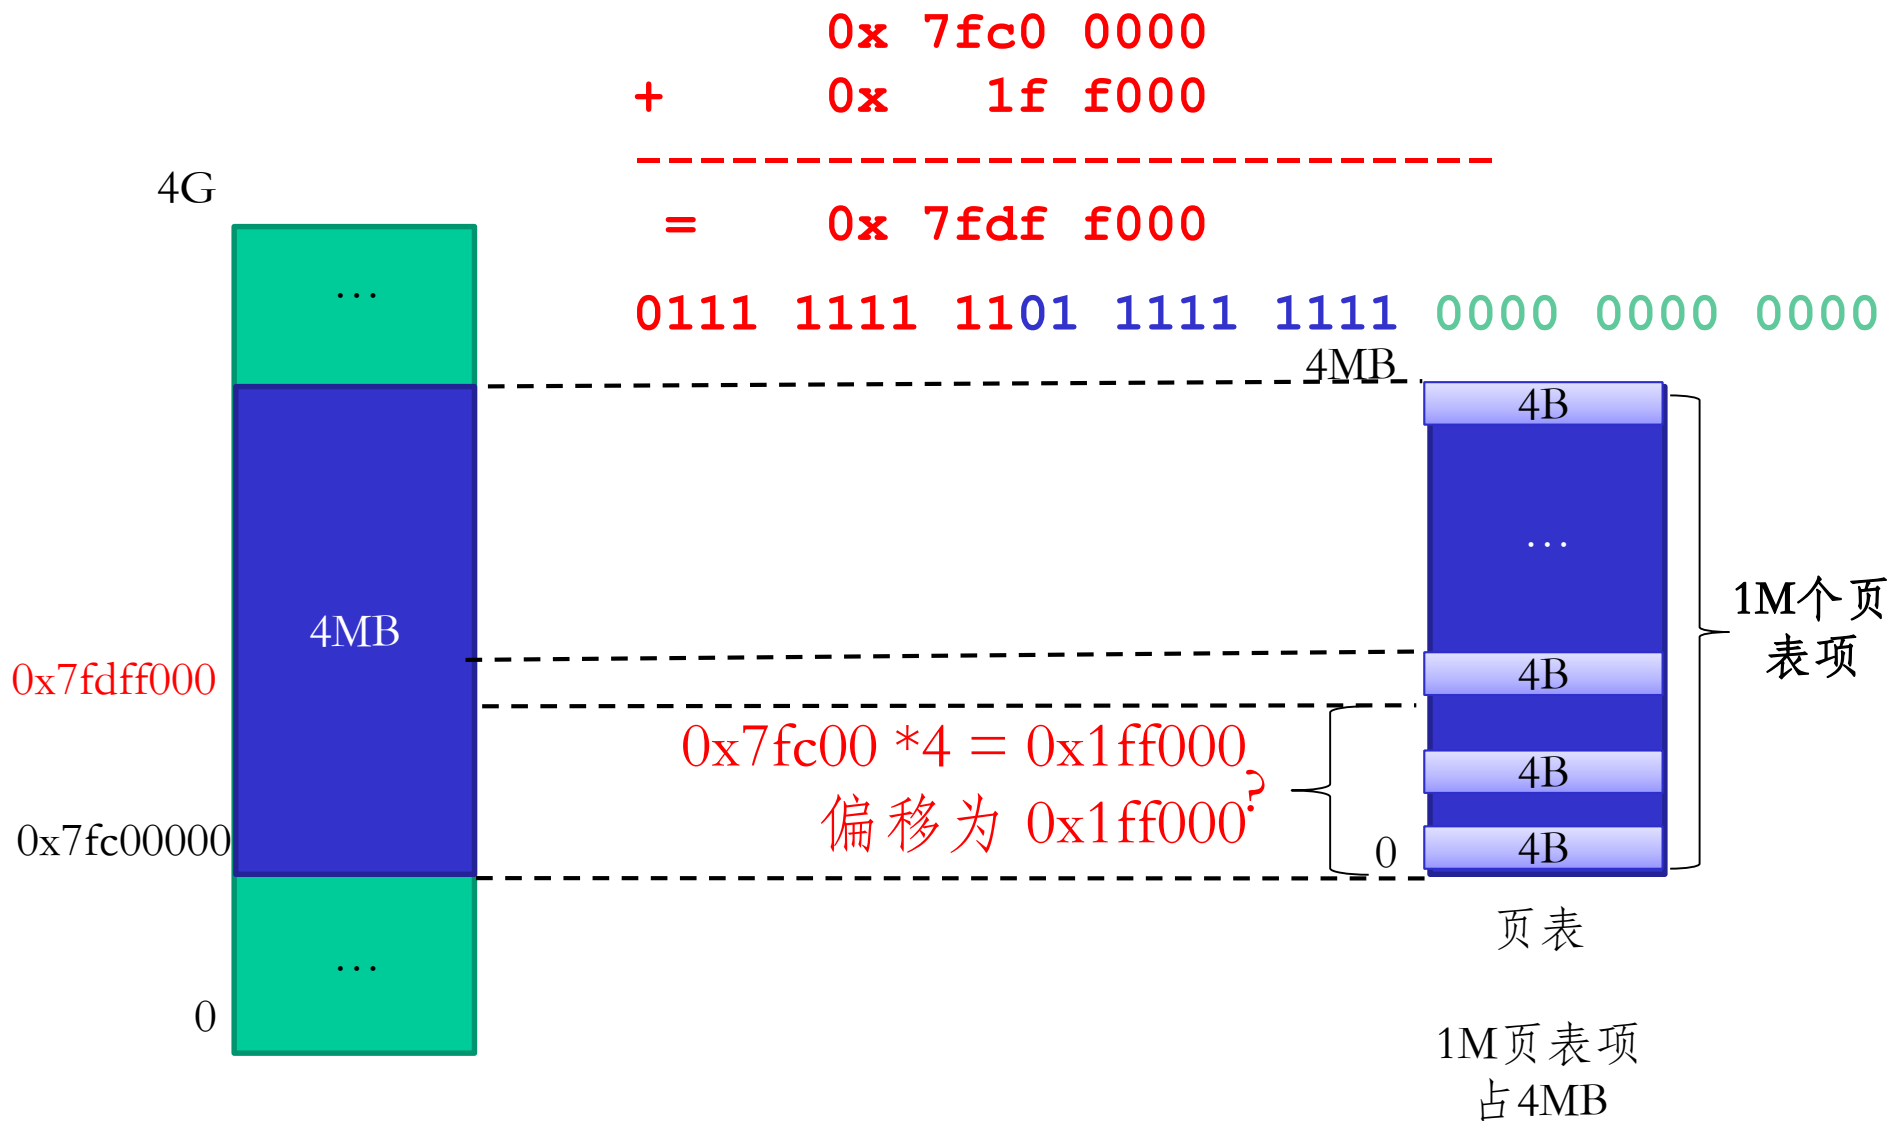 0x 7fc0 0000
+ 0x 1f f000
----------------------------
= 0x 7fdf f000
0111 1111 1101 1111 1111 0000 0000 0000
4G
...
4MB
0x7fdff000
0x7fc00000
...
0
0x7fc00 *4 = 0x1ff000
偏移为 0x1ff000
?
4MB
4B
...
4B
4B
4B
0
1M个页
表项
页表
1M页表项
占4MB